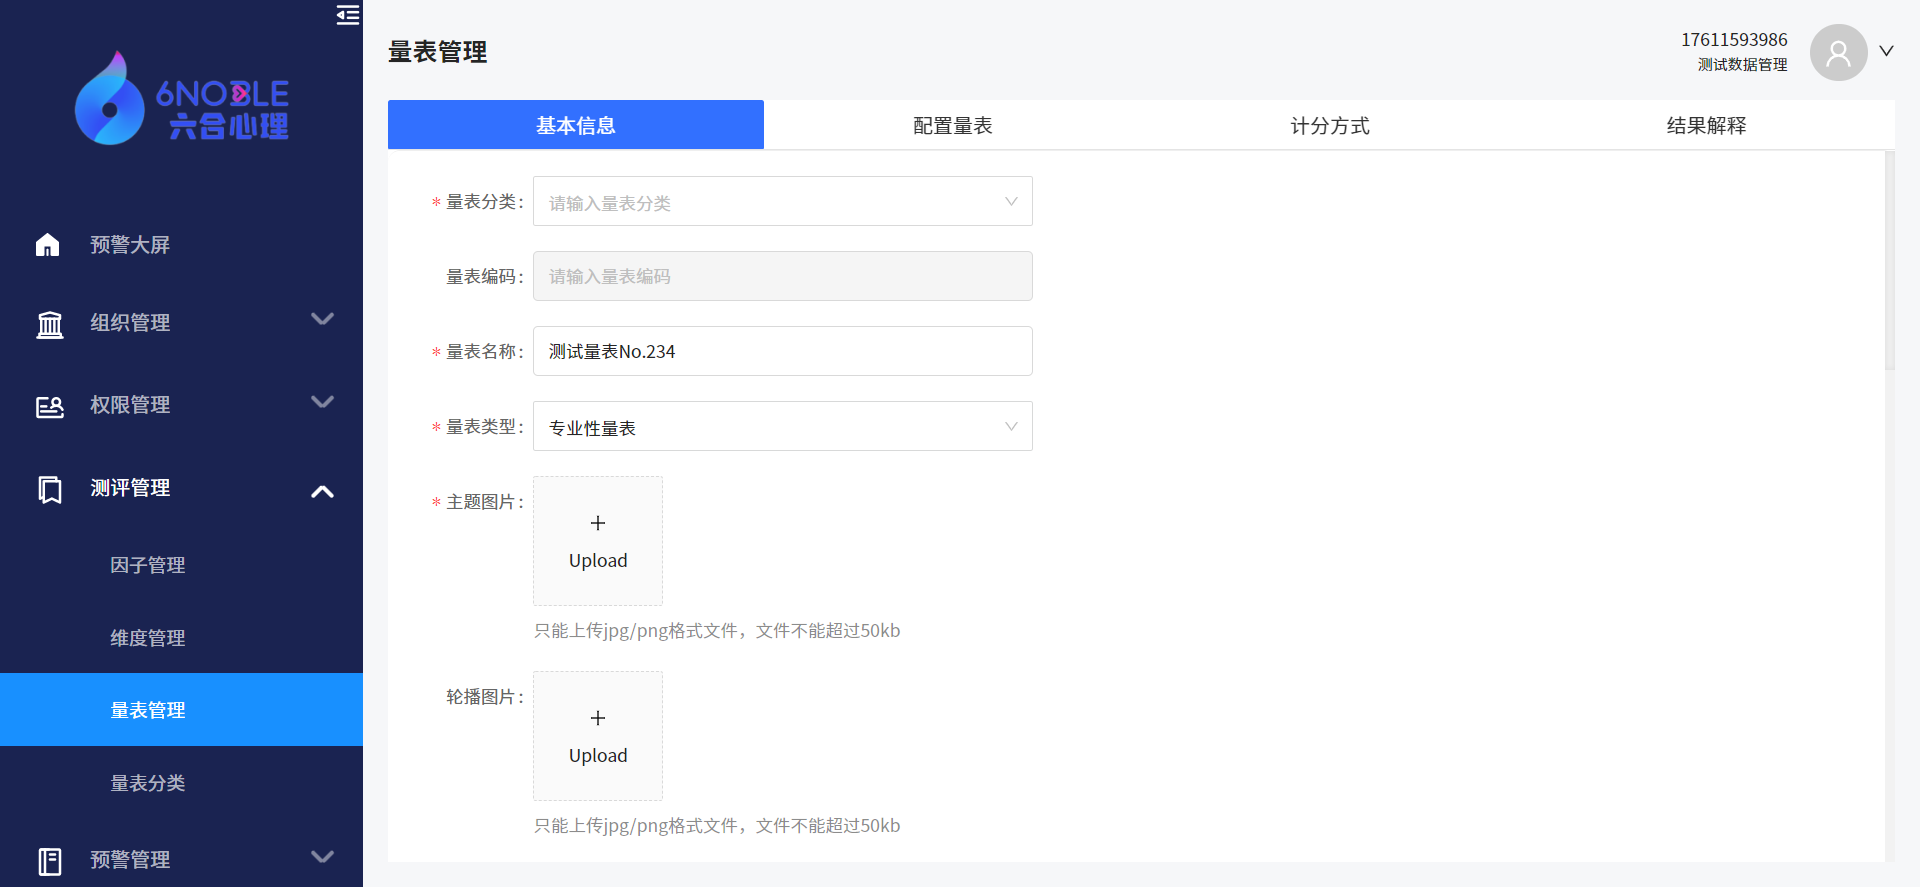 6NOBLE
六合心理
预警大屏
组织管理
权限管理
测评管理
因子管理
维度管理
量表管理
量表分类
预警管理
量表管理
17611593986
测试数据管理
基本信息
配置量表
计分方式
结果解释
* 量表分类：
请输入量表分类
量表编码：
请输入量表编码
* 量表名称：
测试量表No.234
* 量表类型：
专业性量表
* 主题图片：
Upload
只能上传jpg/png格式文件，文件不能超过50kb
轮播图片：
Upload
只能上传jpg/png格式文件，文件不能超过50kb